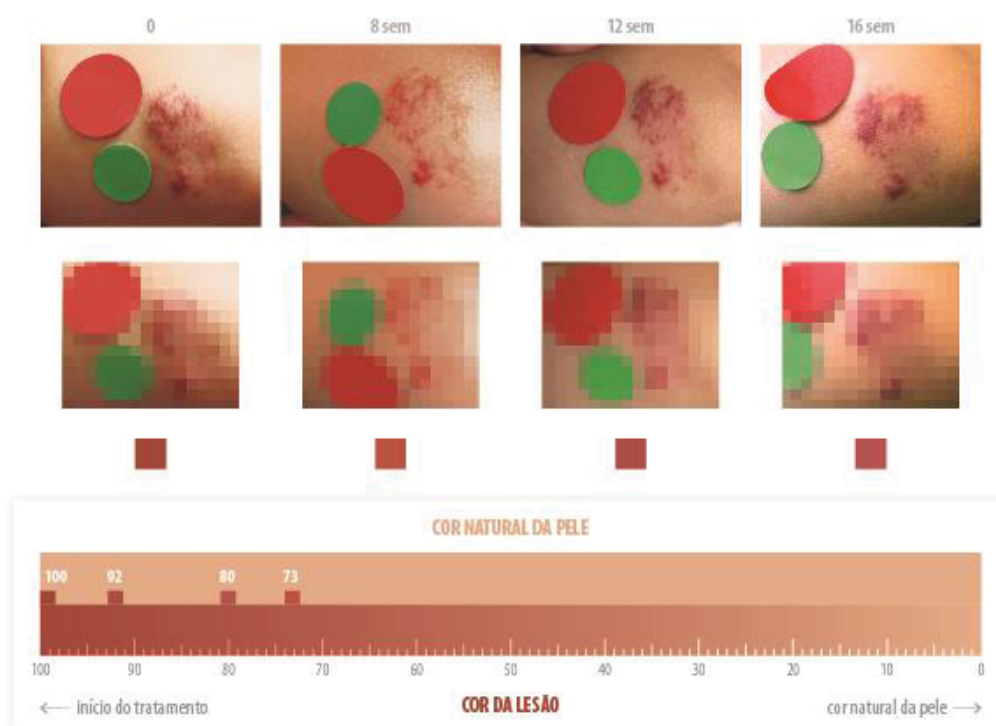 0 8 sem 12 sem 16 sem
COR NATURAL DA PELE
100 92 80 73
100 90 80 70 60 50 40 30 20 10 0
← início do tratamento COR DA LESÃO cor natural da pele →